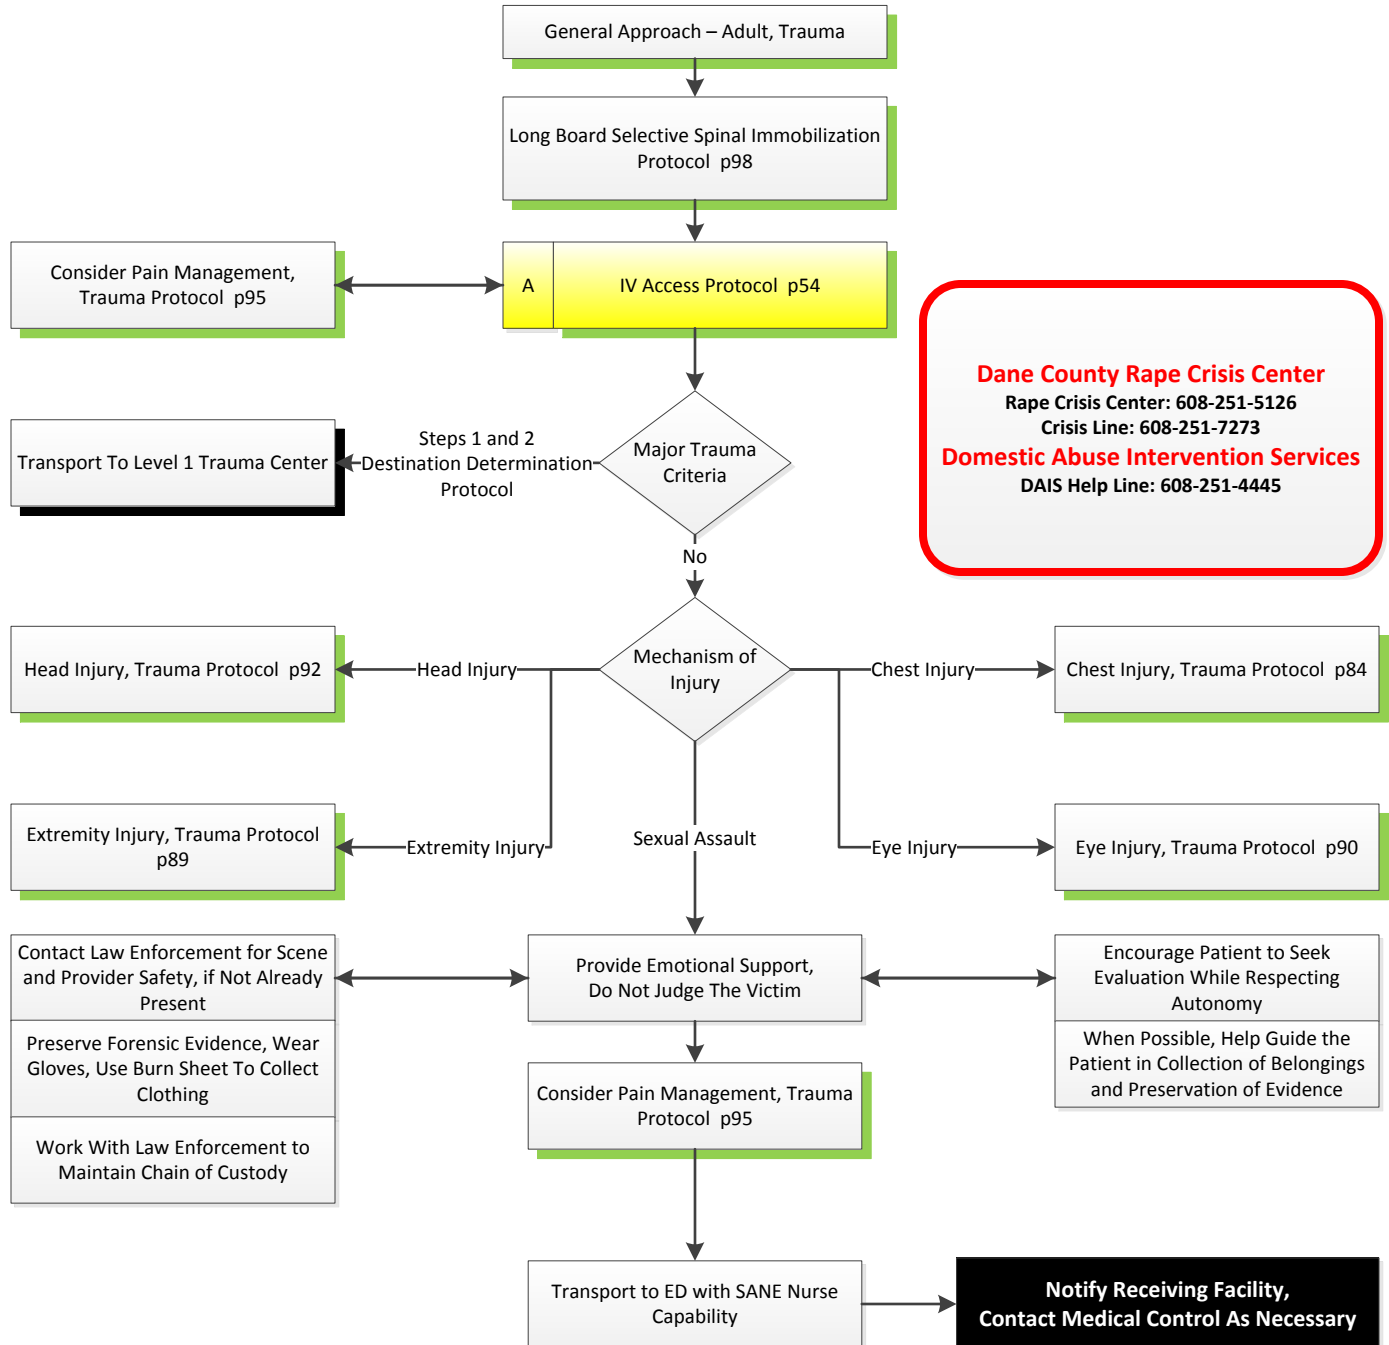 General Approach – Adult, Trauma
Long Board Selective Spinal Immobilization
Protocol p98
Consider Pain Management,
Trauma Protocol p95
A
IV Access Protocol p54
Dane County Rape Crisis Center
Rape Crisis Center: 608-251-5126
Crisis Line: 608-251-7273
Domestic Abuse Intervention Services
DAIS Help Line: 608-251-4445
Transport To Level 1 Trauma Center
Steps 1 and 2
Destination Determination
Protocol
Major Trauma
Criteria
No
Head Injury, Trauma Protocol p92
Head Injury
Mechanism of
Injury
Chest Injury
Chest Injury, Trauma Protocol p84
Extremity Injury, Trauma Protocol
p89
Extremity Injury
Sexual Assault
Eye Injury
Eye Injury, Trauma Protocol p90
Contact Law Enforcement for Scene
and Provider Safety, if Not Already
Present
Preserve Forensic Evidence, Wear
Gloves, Use Burn Sheet To Collect
Clothing
Work With Law Enforcement to
Maintain Chain of Custody
Provide Emotional Support,
Do Not Judge The Victim
Encourage Patient to Seek
Evaluation While Respecting
Autonomy
When Possible, Help Guide the
Patient in Collection of Belongings
and Preservation of Evidence
Consider Pain Management, Trauma
Protocol p95
Transport to ED with SANE Nurse
Capability
Notify Receiving Facility,
Contact Medical Control As Necessary